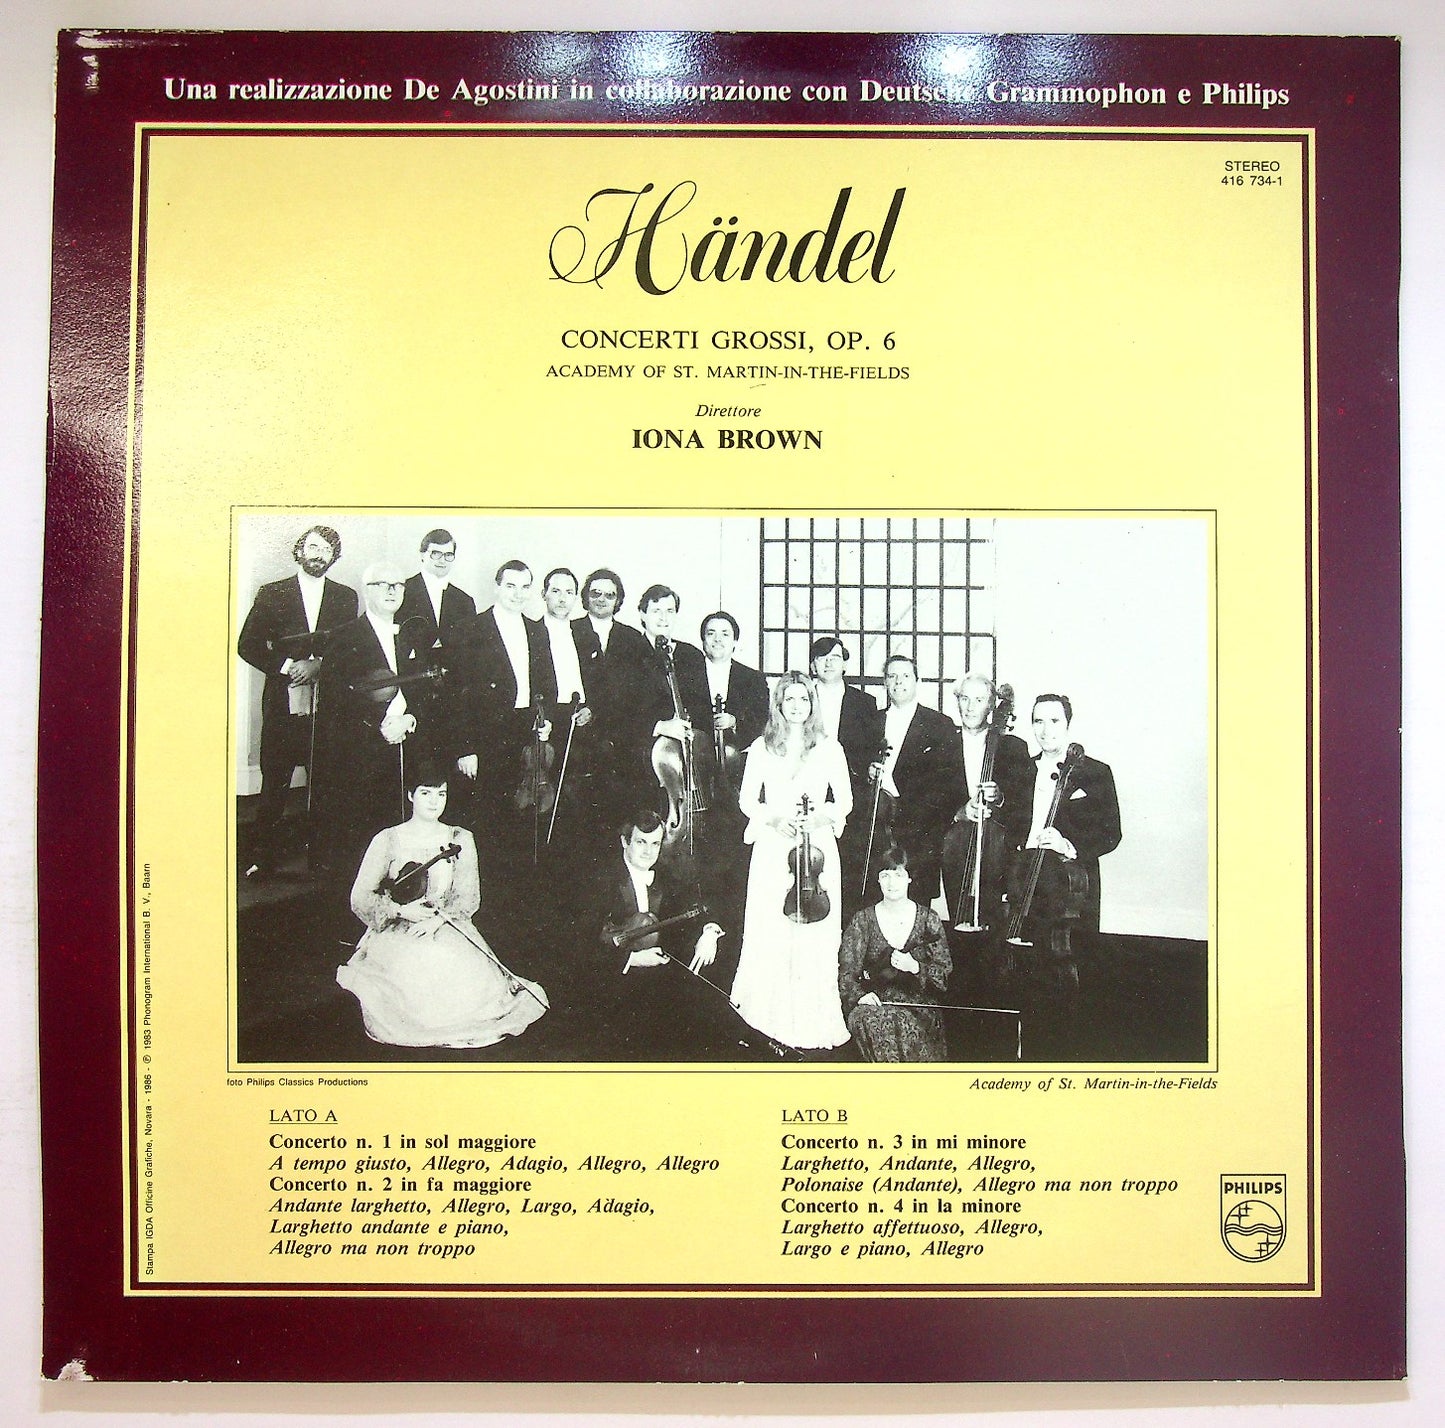 Una realizzazione De Agostini in collaborazione con Deutsche Grammophon e Philips
STEREO
416 734-1
Händel
CONCERTI GROSSI, OP. 6
ACADEMY OF ST. MARTIN-IN-THE-FIELDS
Direttore
IONA BROWN
foto Philips Classics Productions
Academy of St. Martin-in-the-Fields
LATO A
Concerto n. 1 in sol maggiore
A tempo giusto, Allegro, Adagio, Allegro, Allegro
Concerto n. 2 in fa maggiore
Andante larghetto, Allegro, Largo, Adagio,
Larghetto andante e piano,
Allegro ma non troppo
LATO B
Concerto n. 3 in mi minore
Larghetto, Andante, Allegro,
Polonaise (Andante), Allegro ma non troppo
Concerto n. 4 in la minore
Larghetto affettuoso, Allegro,
Largo e piano, Allegro
PHILIPS
Stampa IGDA Officine Grafiche, Novara - 1986 - ℗ 1983 Phonogram International B. V., Baarn